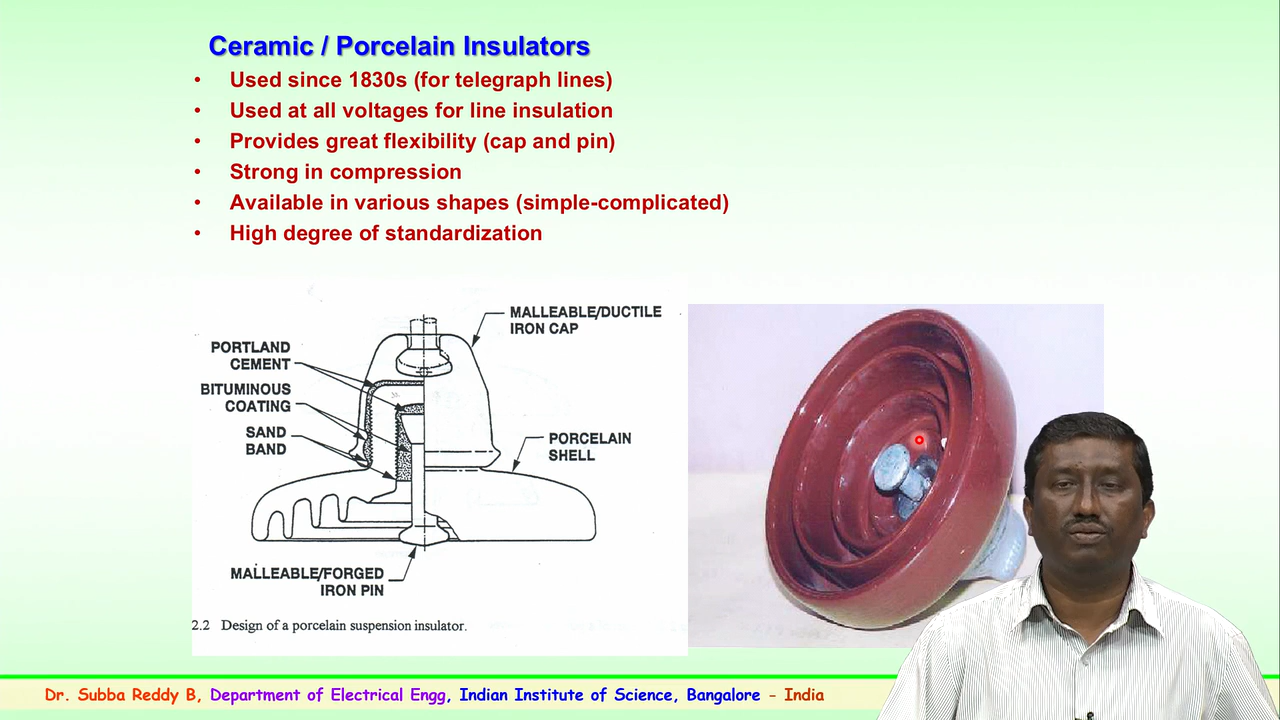 Ceramic / Porcelain Insulators
• Used since 1830s (for telegraph lines)
• Used at all voltages for line insulation
• Provides great flexibility (cap and pin)
• Strong in compression
• Available in various shapes (simple-complicated)
• High degree of standardization
MALLEABLE/DUCTILE
IRON CAP
PORTLAND
CEMENT
BITUMINOUS
COATING
SAND
BAND
PORCELAIN
SHELL
MALLEABLE/FORGED
IRON PIN
2.2 Design of a porcelain suspension insulator.
Dr. Subba Reddy B, Department of Electrical Engg, Indian Institute of Science, Bangalore - India